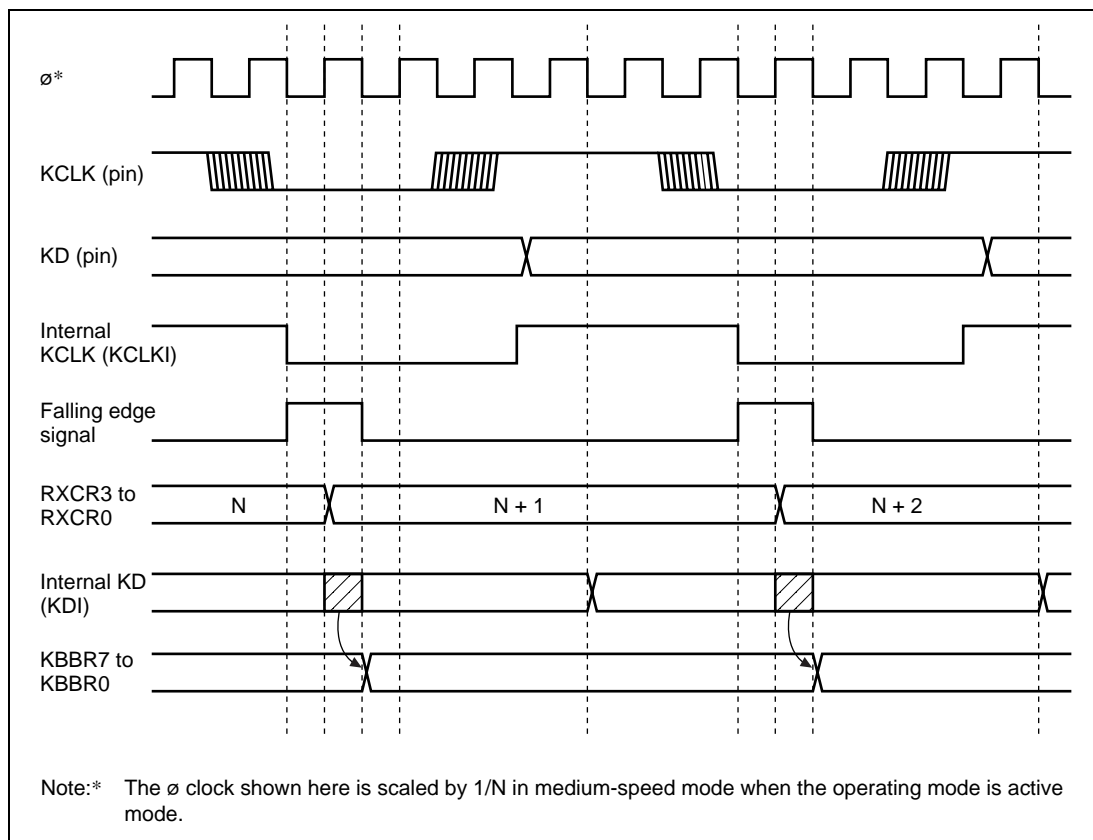 ø*
KCLK (pin)
KD (pin)
Internal
KCLK (KCLKI)
Falling edge
signal
RXCR3 to
RXCR0
N
N + 1
N + 2
Internal KD
(KDI)
KBBR7 to
KBBR0
Note:* The ø clock shown here is scaled by 1/N in medium-speed mode when the operating mode is active
mode.